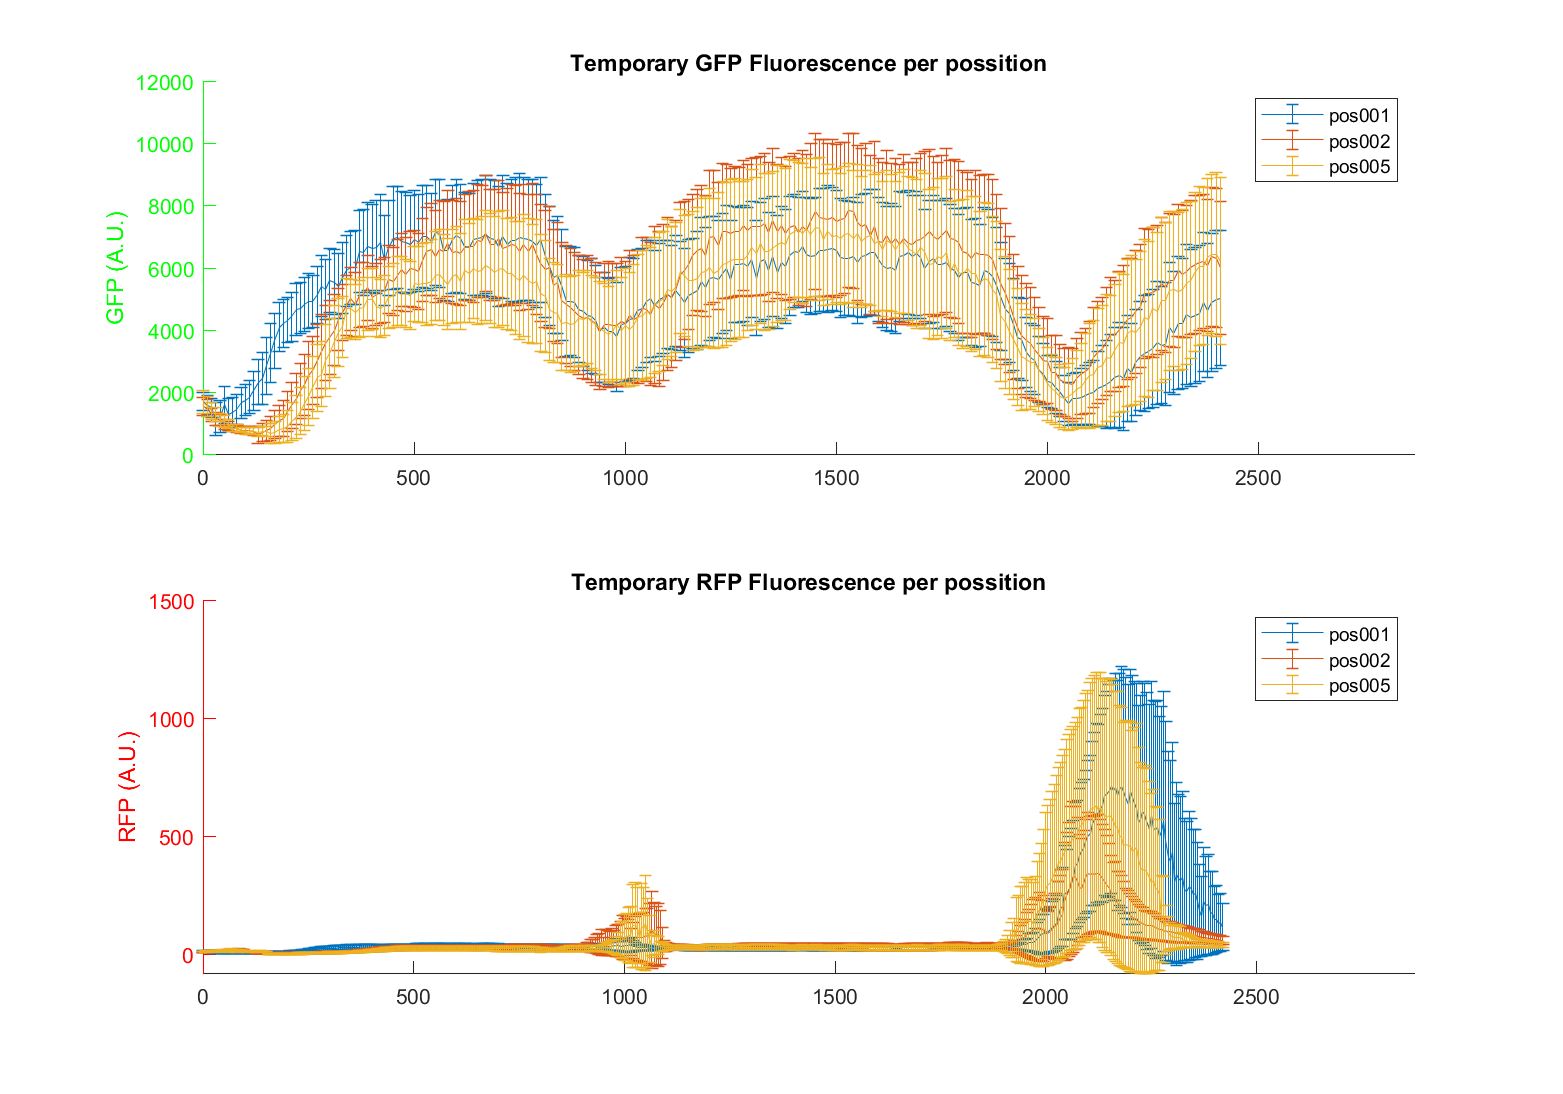 Temporary GFP Fluorescence per possition
12000
10000
8000
6000
4000
2000
0
GFP (A.U.)
0 500 1000 1500 2000 2500
pos001
pos002
pos005
Temporary RFP Fluorescence per possition
1500
1000
500
0
RFP (A.U.)
0 500 1000 1500 2000 2500
pos001
pos002
pos005